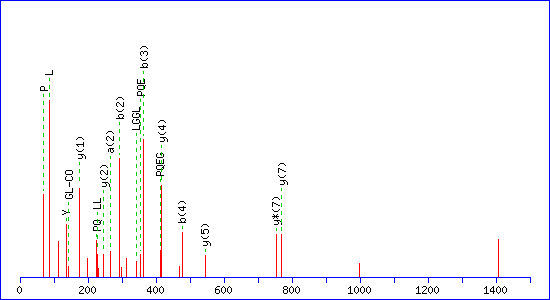 P
L
Y
GL-CO
y(1)
PQ-LL
y(2)
a(2)
b(2)
LGGL
PQE
b(3)
PQEG
y(4)
b(4)
y(5)
y*(7)
y(7)
0 200 400 600 800 1000 1200 1400